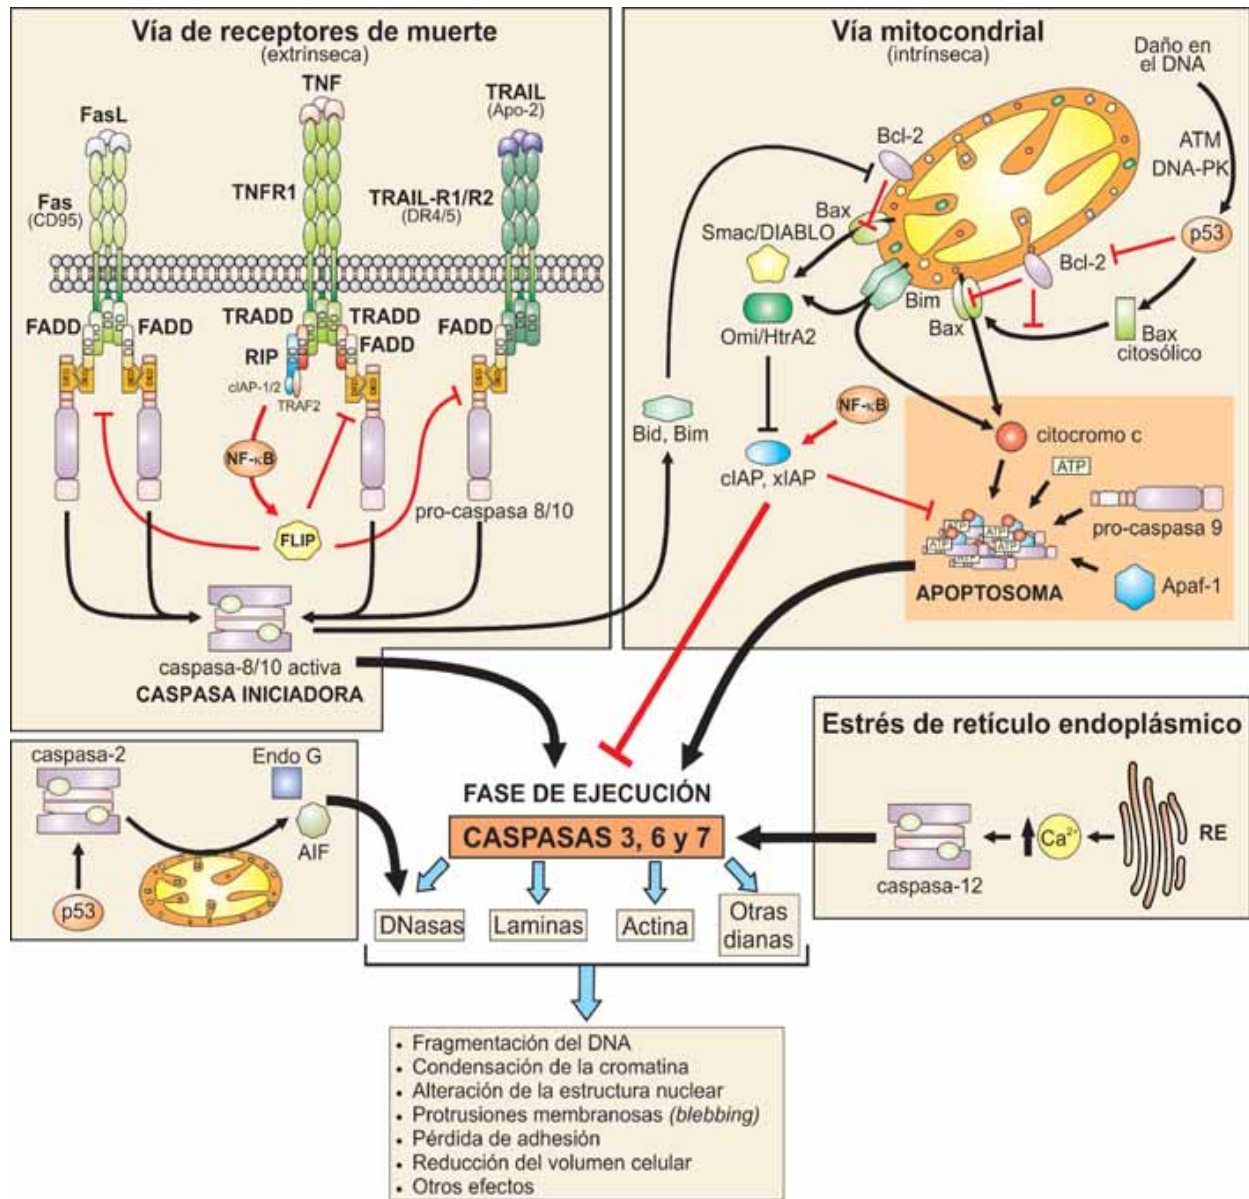 Vía de receptores de muerte
(extrínseca)
FasL
TNF
TRAIL
(Apo-2)
Fas
(CD95)
TNFR1
TRAIL-R1/R2
(DR4/5)
FADD
FADD
TRADD
TRADD
FADD
FADD
RIP
cIAP-1/2
TRAF2
NF-κB
FLIP
pro-caspasa 8/10
caspasa-8/10 activa
CASPASA INICIADORA
Vía mitocondrial
(intrínseca)
Daño en
el DNA
ATM
DNA-PK
p53
Bcl-2
Bax
Smac/DIABLO
Omi/HtrA2
Bim
Bax
Bcl-2
Bax
citosólico
Bid, Bim
NF-κB
cIAP, xIAP
citocromo c
ATP
pro-caspasa 9
ATP
ATP
ATP
ATP
APOPTOSOMA
Apaf-1
caspasa-2
Endo G
AIF
p53
FASE DE EJECUCIÓN
CASPASAS 3, 6 y 7
DNasas
Laminas
Actina
Otras
dianas
Estrés de retículo endoplásmico
caspasa-12
Ca²⁺
RE
• Fragmentación del DNA
• Condensación de la cromatina
• Alteración de la estructura nuclear
• Protrusiones membranosas (blebbing)
• Pérdida de adhesión
• Reducción del volumen celular
• Otros efectos